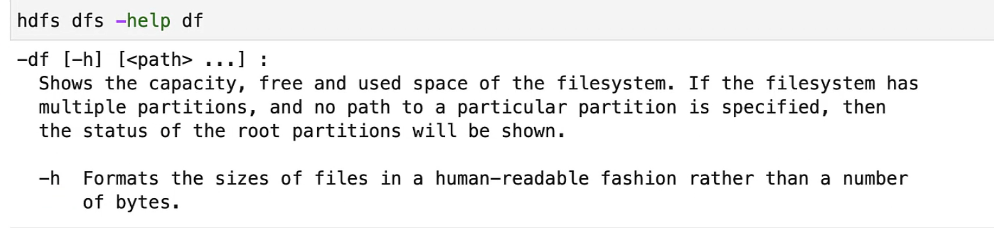 hdfs dfs -help df
-df [-h] [<path> ...] :
Shows the capacity, free and used space of the filesystem. If the filesystem has
multiple partitions, and no path to a particular partition is specified, then
the status of the root partitions will be shown.
-h  Formats the sizes of files in a human-readable fashion rather than a number
of bytes.